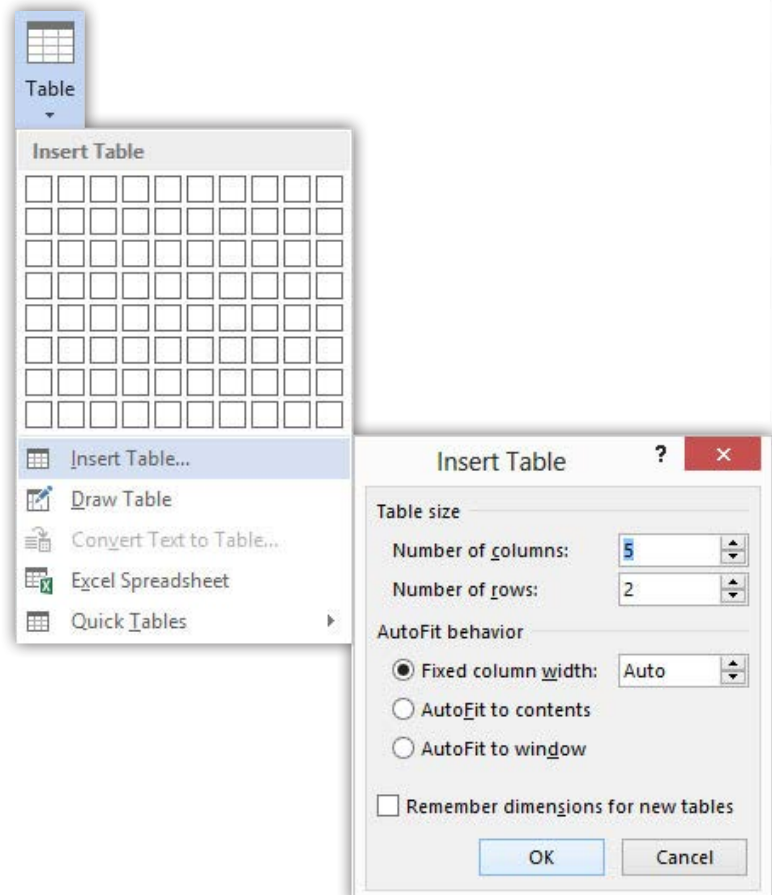 Table
Insert Table
Insert Table...
Draw Table
Convert Text to Table...
Excel Spreadsheet
Quick Tables
Insert Table ? ×
Table size
Number of columns: 5
Number of rows: 2
AutoFit behavior
Fixed column width: Auto
AutoFit to contents
AutoFit to window
Remember dimensions for new tables
OK Cancel